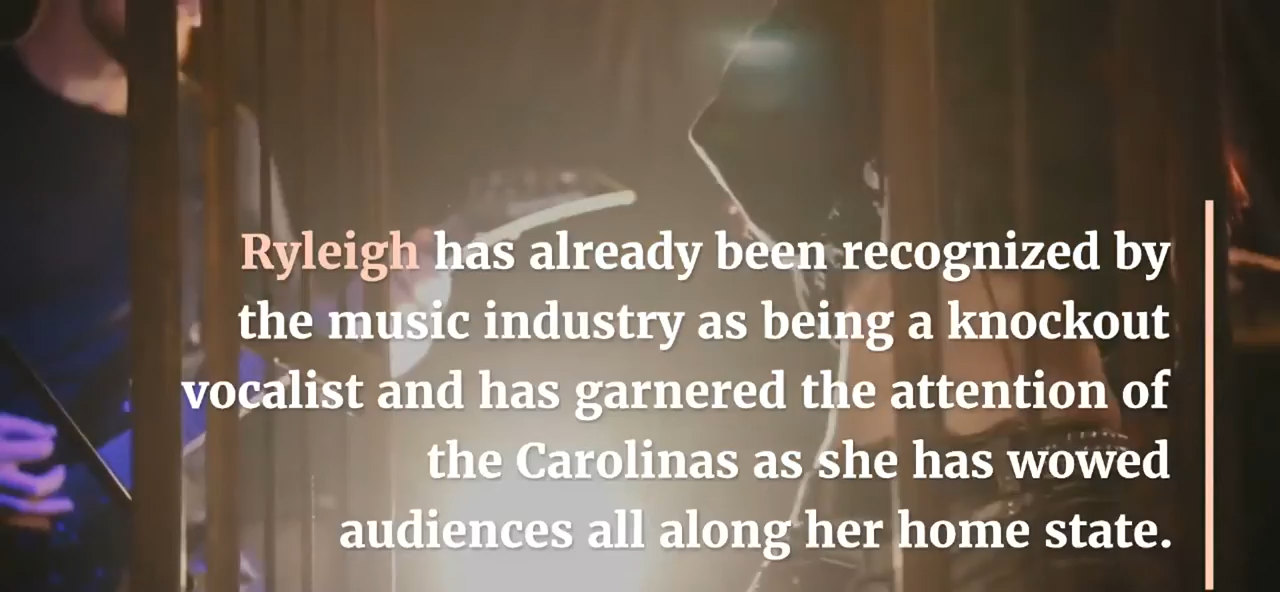 Ryleigh has already been recognized by
the music industry as being a knockout
vocalist and has garnered the attention of
the Carolinas as she has wowed
audiences all along her home state.